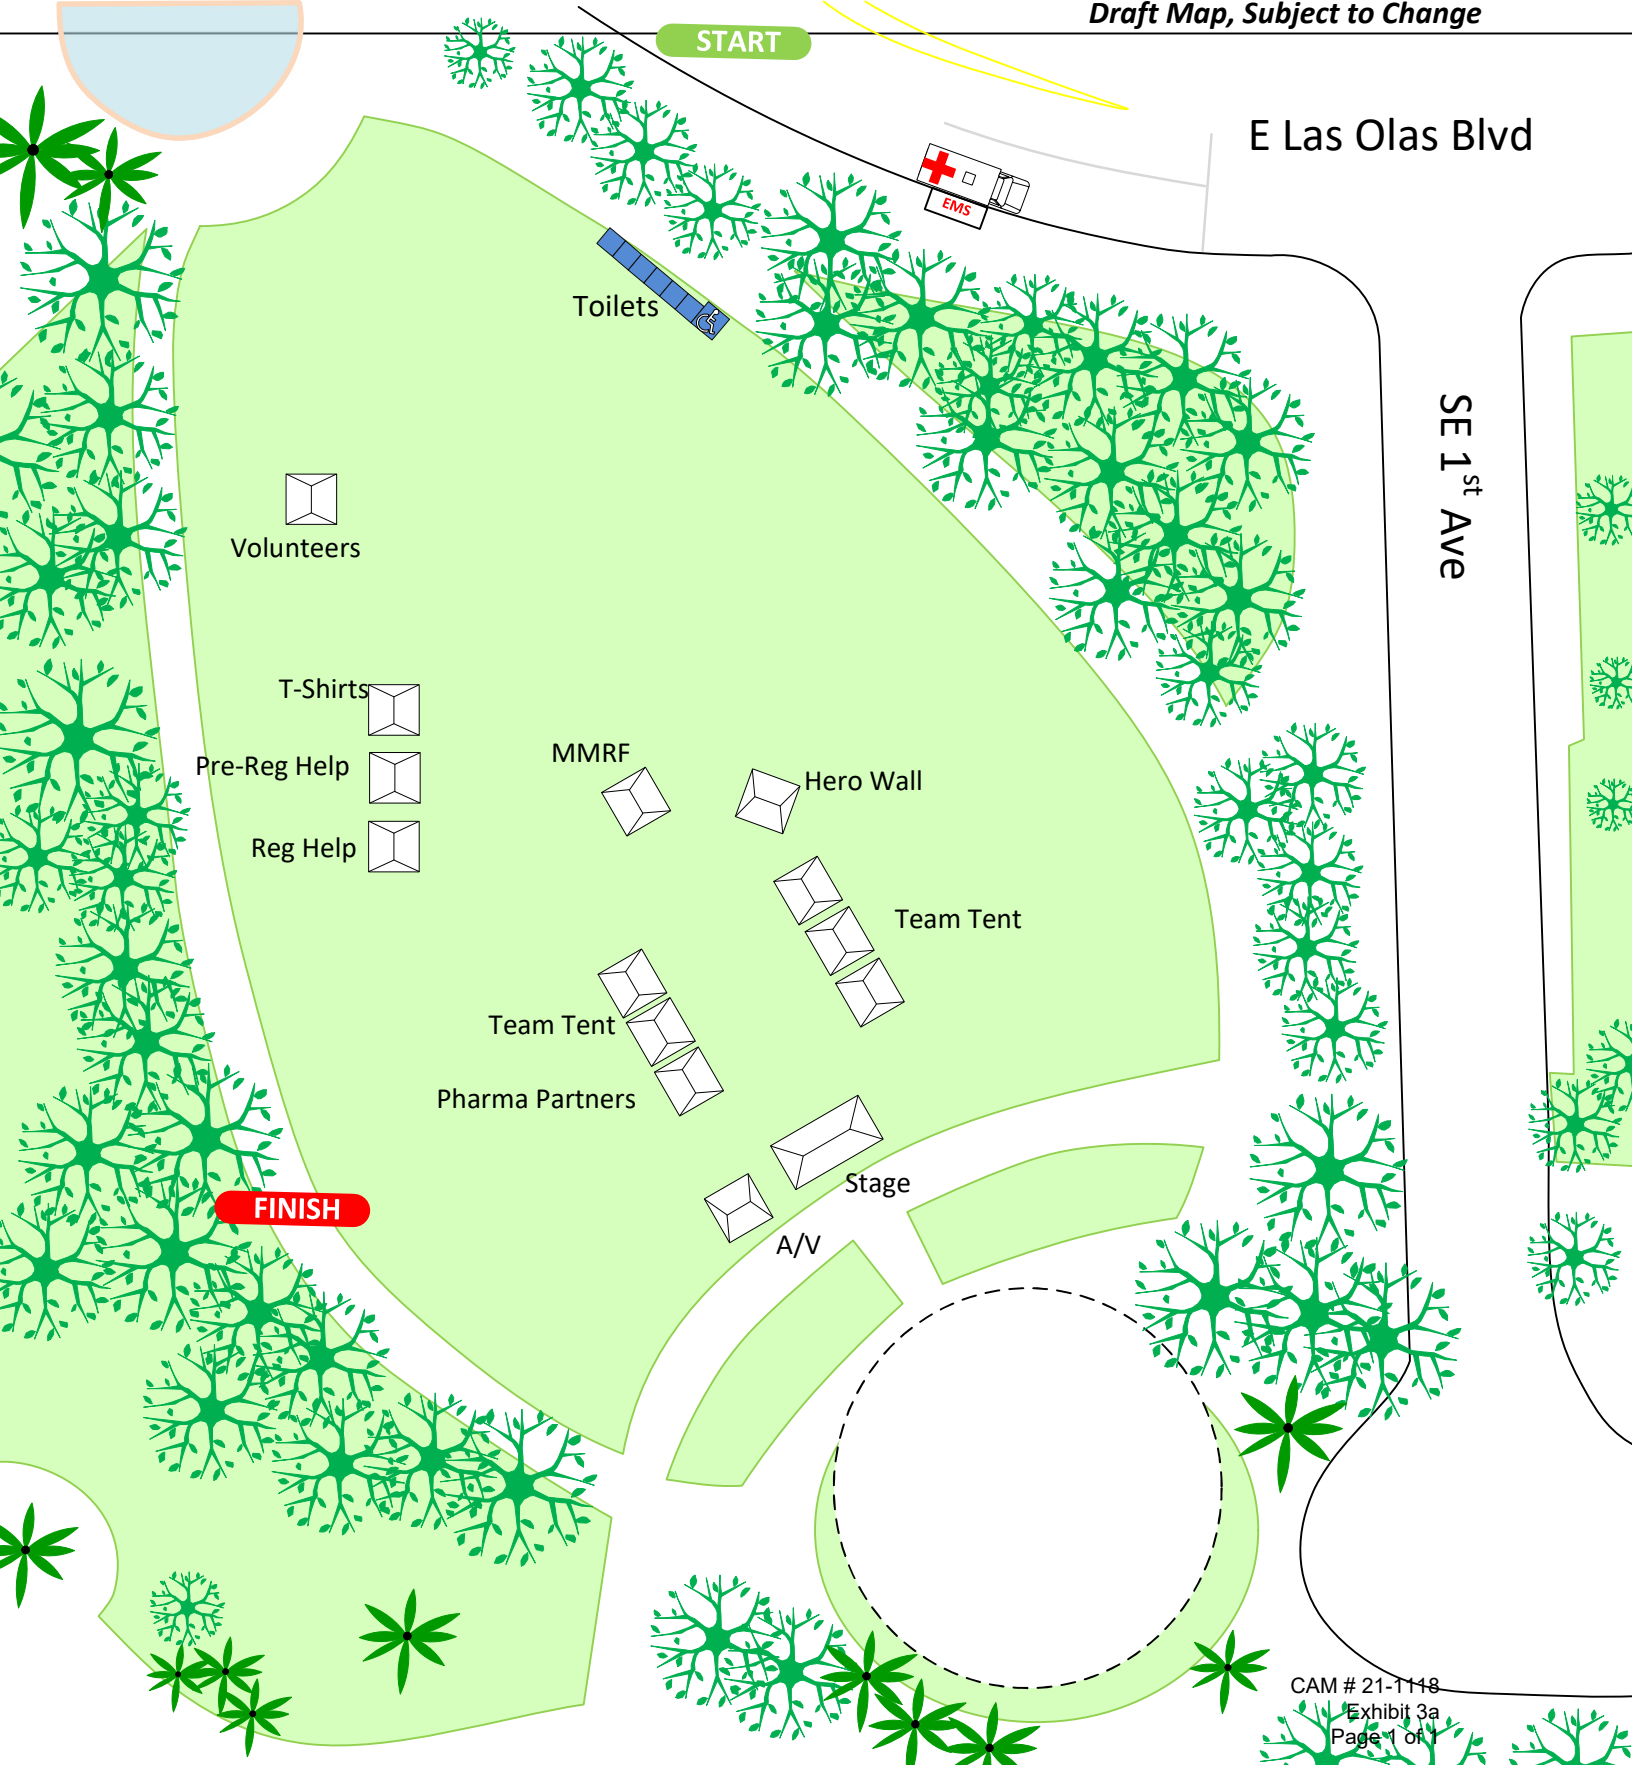 Draft Map, Subject to Change
START
E Las Olas Blvd
EMS
Toilets
SE 1st Ave
Volunteers
T-Shirts
MMRF
Pre-Reg Help
Hero Wall
Reg Help
Team Tent
Team Tent
Pharma Partners
Stage
FINISH
A/V
CAM # 21-1118
Exhibit 3a
Page 1 of 1